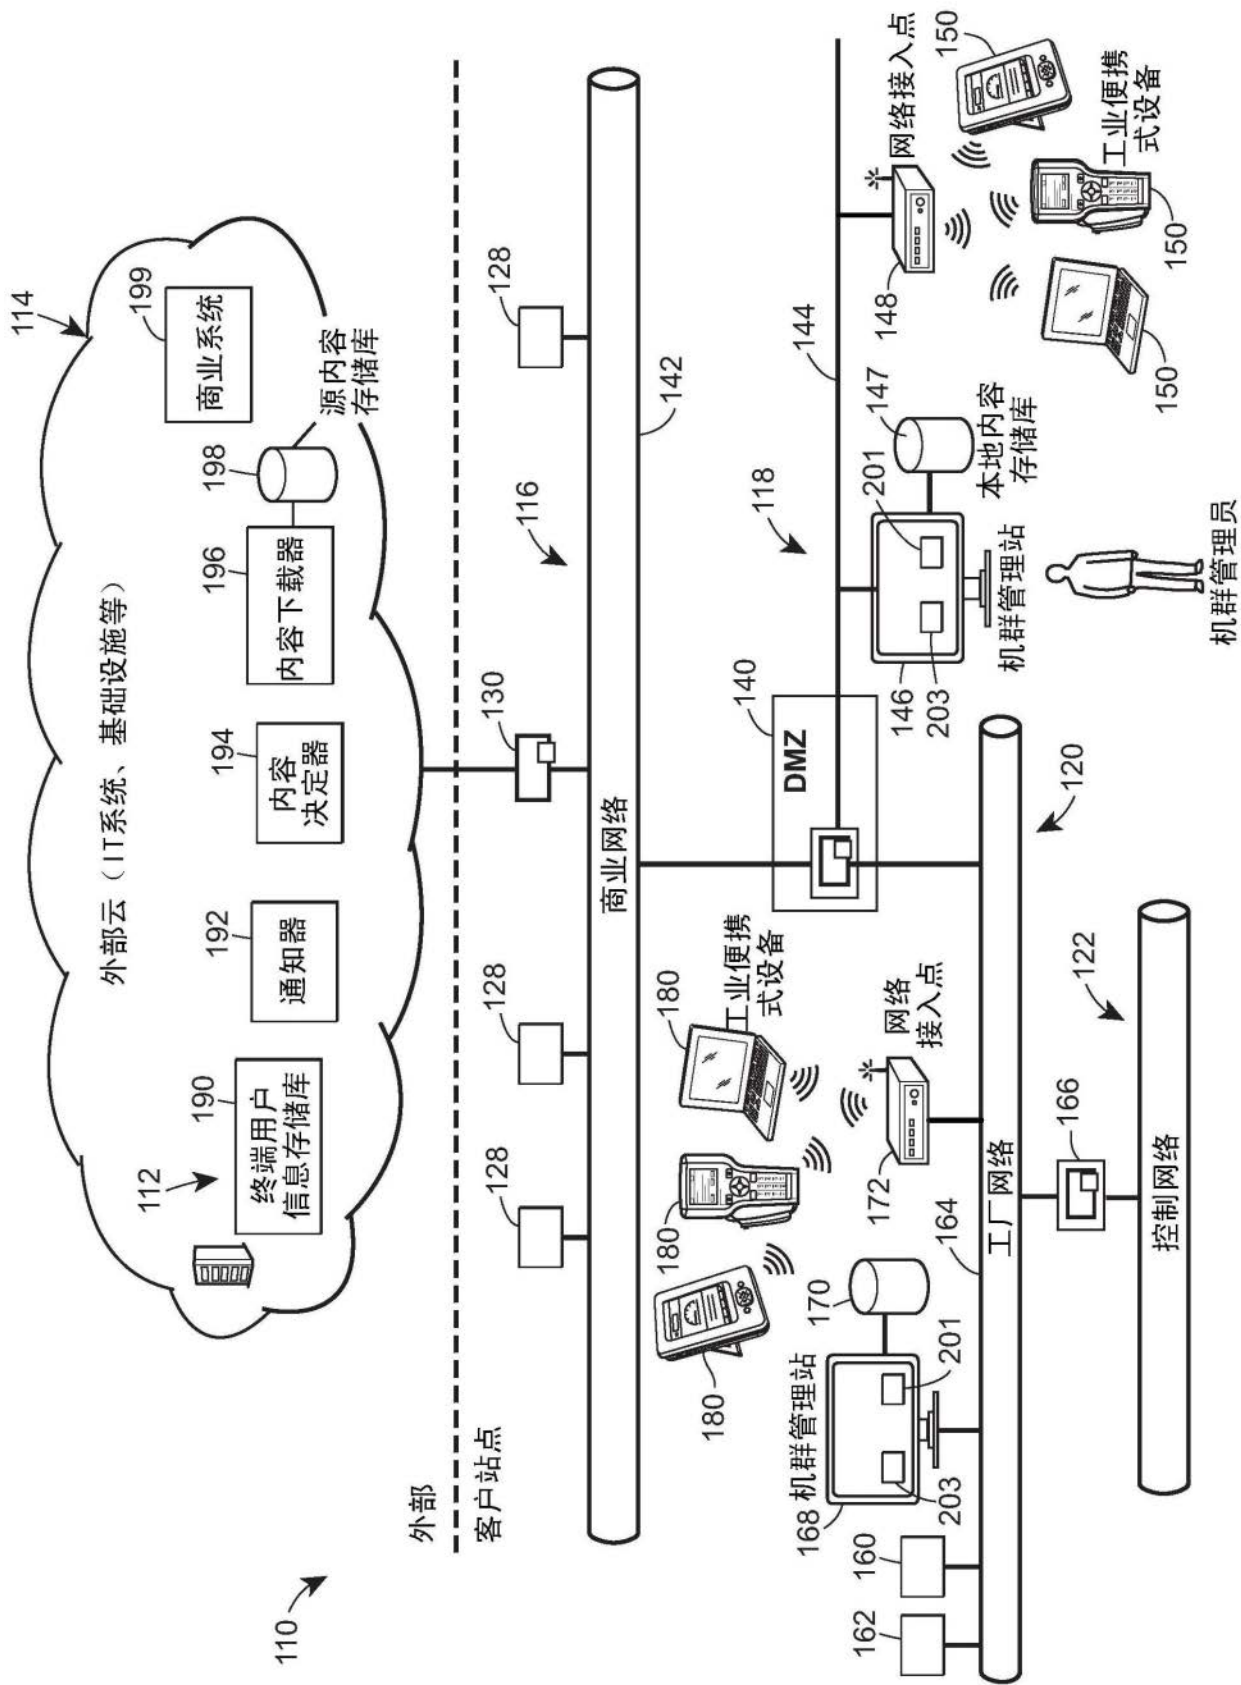 114
外部云（IT系统、基础设施等）
199
商业系统
112
190
终端用户
信息存储库
192
通知器
194
内容
决定器
196
内容下载器
198
源内容
存储库
110
外部
客户站点
128
128
130
128
116
商业网络
142
180
180
180
工业便携
式设备
140
DMZ
118
144
168
机群管理站
203
201
170
172
网络
接入点
146
203
201
机群管理站
147
本地内容
存储库
148
网络接入点
150
150
150
工业便携
式设备
机群管理员
162
160
164
工厂网络
120
166
122
控制网络